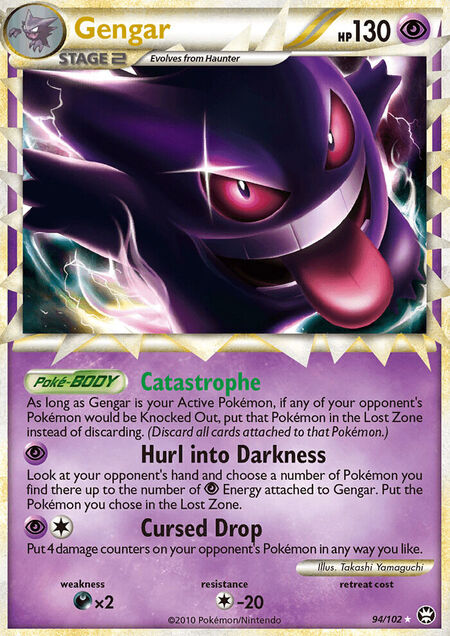 Gengar
HP130
STAGE 2
Evolves from Haunter
Poké-BODY Catastrophe
As long as Gengar is your Active Pokémon, if any of your opponent's
Pokémon would be Knocked Out, put that Pokémon in the Lost Zone
instead of discarding. (Discard all cards attached to that Pokémon.)
Hurl into Darkness
Look at your opponent's hand and choose a number of Pokémon you
find there up to the number of Energy attached to Gengar. Put the
Pokémon you chose in the Lost Zone.
Cursed Drop
Put 4 damage counters on your opponent's Pokémon in any way you like.
Illus. Takashi Yamaguchi
weakness resistance retreat cost
×2 -20
©2010 Pokémon/Nintendo 94/102